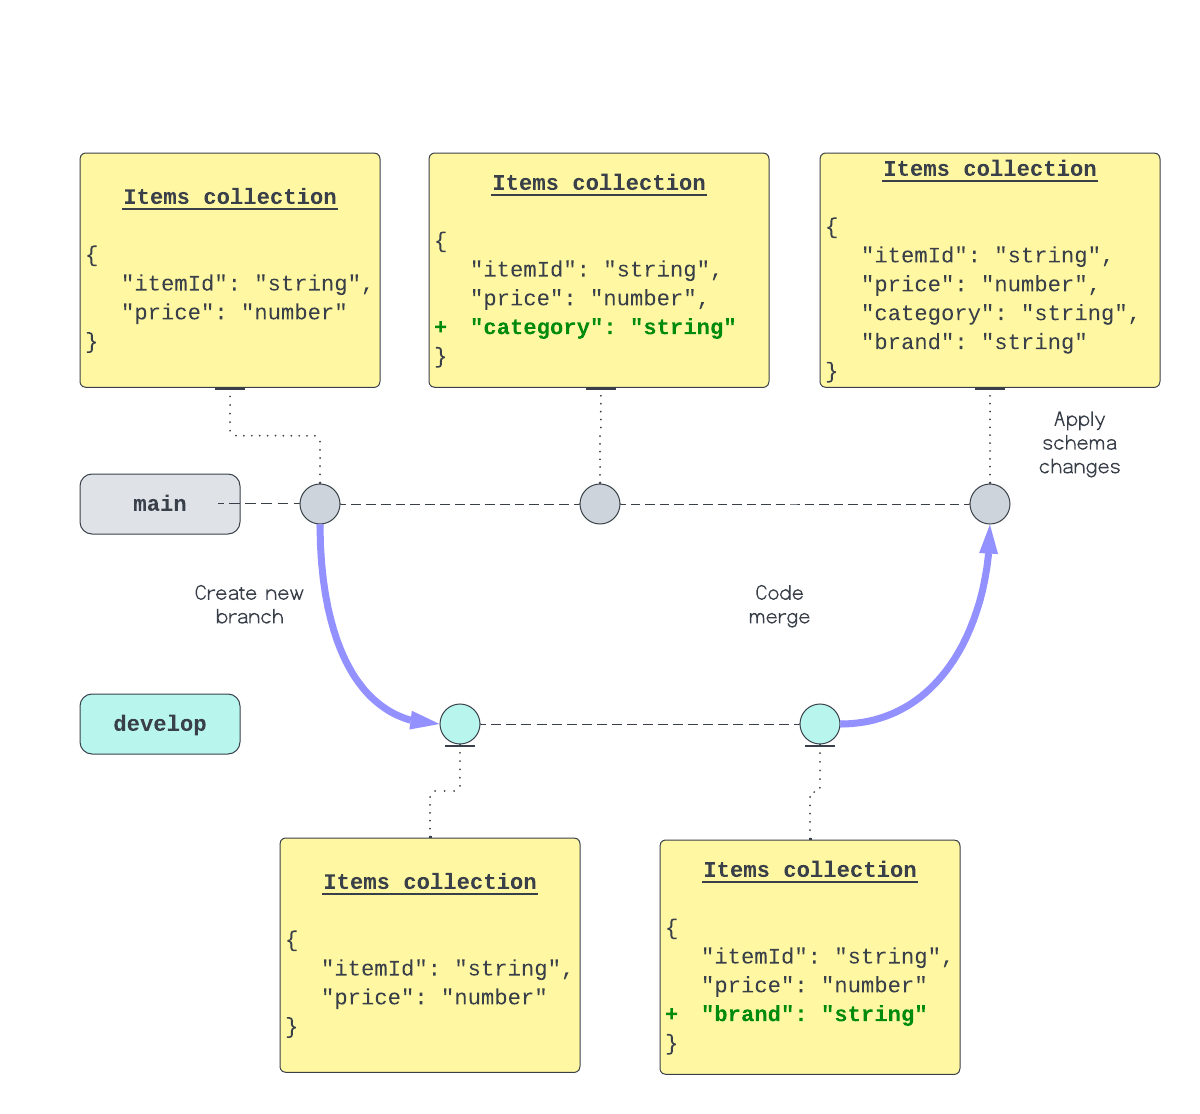 Items collection
{
"itemId": "string",
"price": "number"
}
Items collection
{
"itemId": "string",
"price": "number",
+ "category": "string"
}
Items collection
{
"itemId": "string",
"price": "number",
"category": "string",
"brand": "string"
}
Apply
schema
changes
main
Create new
branch
Code
merge
develop
Items collection
{
"itemId": "string",
"price": "number"
}
Items collection
{
"itemId": "string",
"price": "number"
+ "brand": "string"
}